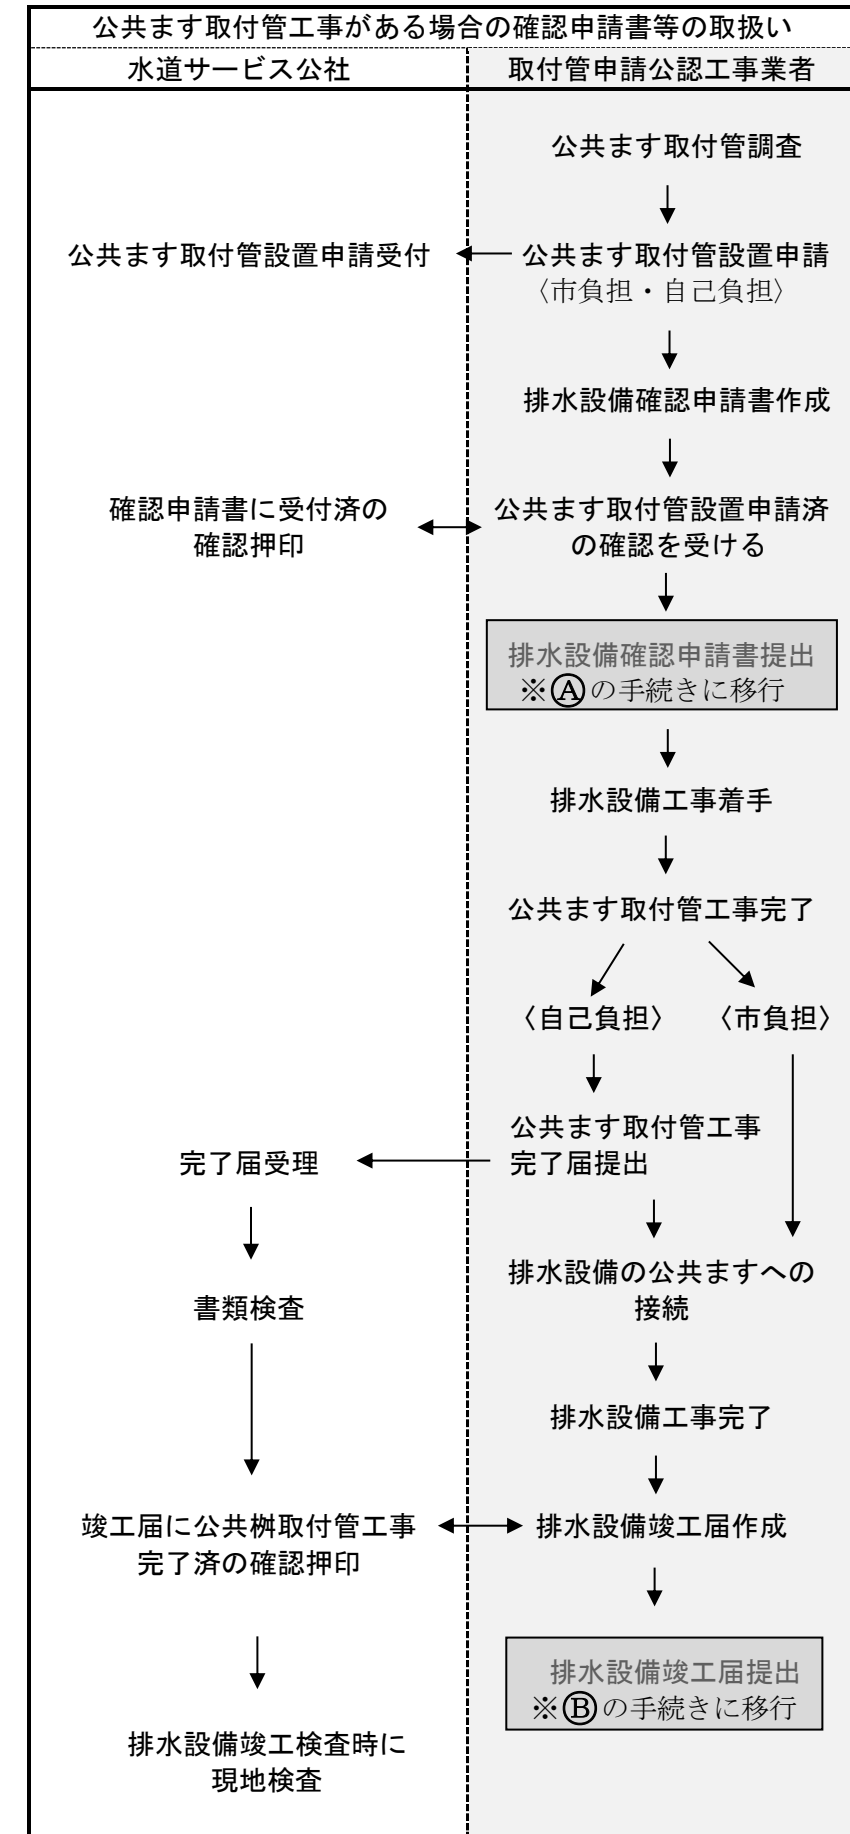 公共ます取付管工事がある場合の確認申請書等の取扱い
水道サービス公社
取付管申請公認工事業者
公共ます取付管調査
公共ます取付管設置申請受付
公共ます取付管設置申請
〈市負担・自己負担〉
排水設備確認申請書作成
確認申請書に受付済の
確認押印
公共ます取付管設置申請済
の確認を受ける
排水設備確認申請書提出
※Ⓐの手続きに移行
排水設備工事着手
公共ます取付管工事完了
〈自己負担〉
〈市負担〉
公共ます取付管工事
完了届提出
完了届受理
排水設備の公共ますへの
接続
書類検査
排水設備工事完了
竣工届に公共桝取付管工事
完了済の確認押印
排水設備竣工届作成
排水設備竣工届提出
※Ⓑの手続きに移行
排水設備竣工検査時に
現地検査